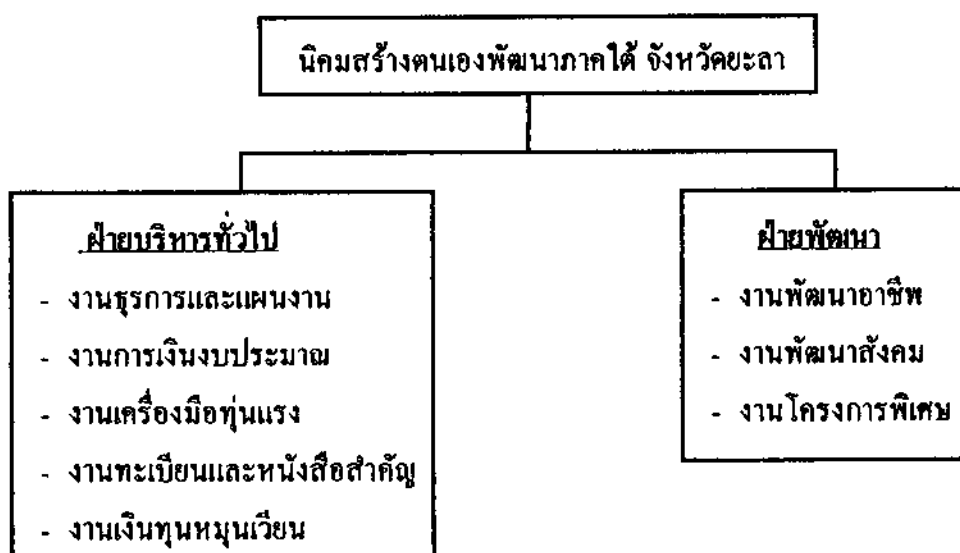 นิคมสร้างตนเองพัฒนาภาคใต้ จังหวัดยะลา
ฝ่ายบริหารทั่วไป
- งานธุรการและแผนงาน
- งานการเงินงบประมาณ
- งานเครื่องมือทุ่นแรง
- งานทะเบียนและหนังสือสำคัญ
- งานเงินทุนหมุนเวียน
ฝ่ายพัฒนา
- งานพัฒนาอาชีพ
- งานพัฒนาสังคม
- งานโครงการพิเศษ